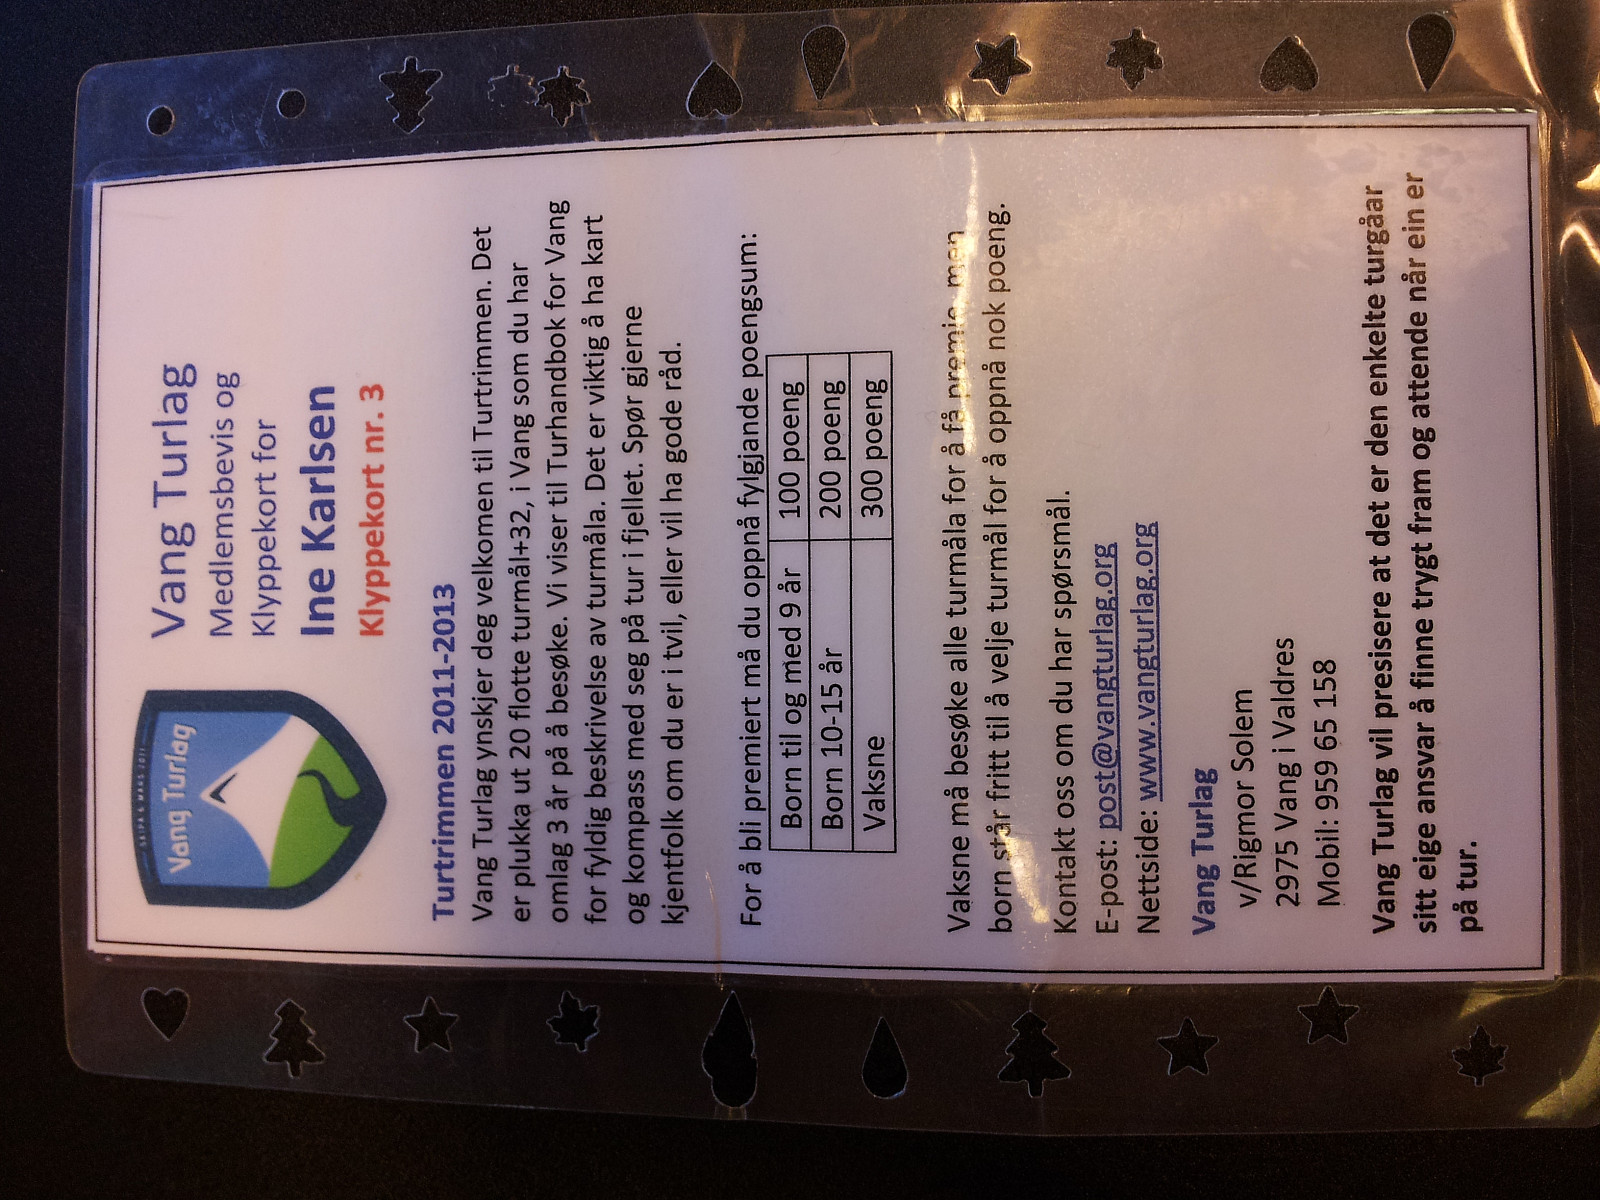 SKIPA 6 MARS 2011
Vang Turlag
Vang Turlag
Medlemsbevis og
Klyppekort for
Ine Karlsen
Klyppekort nr. 3
Turtrimmen 2011-2013
Vang Turlag ynskjer deg velkomen til Turtrimmen. Det
er plukka ut 20 flotte turmål+32, i Vang som du har
omlag 3 år på å besøke. Vi viser til Turhandbok for Vang
for fyldig beskrivelse av turmåla. Det er viktig å ha kart
og kompass med seg på tur i fjellet. Spør gjerne
kjentfolk om du er i tvil, eller vil ha gode råd.
For å bli premiert må du oppnå fylgjande poengsum:
Born til og med 9 år 100 poeng
Born 10-15 år 200 poeng
Vaksne 300 poeng
Vaksne må besøke alle turmåla for å få premie, men
born står fritt til å velje turmål for å oppnå nok poeng.
Kontakt oss om du har spørsmål.
E-post: post@vangturlag.org
Nettside: www.vangturlag.org
Vang Turlag
v/Rigmor Solem
2975 Vang i Valdres
Mobil: 959 65 158
Vang Turlag vil presisere at det er den enkelte turgåar
sitt eige ansvar å finne trygt fram og attende når ein er
på tur.